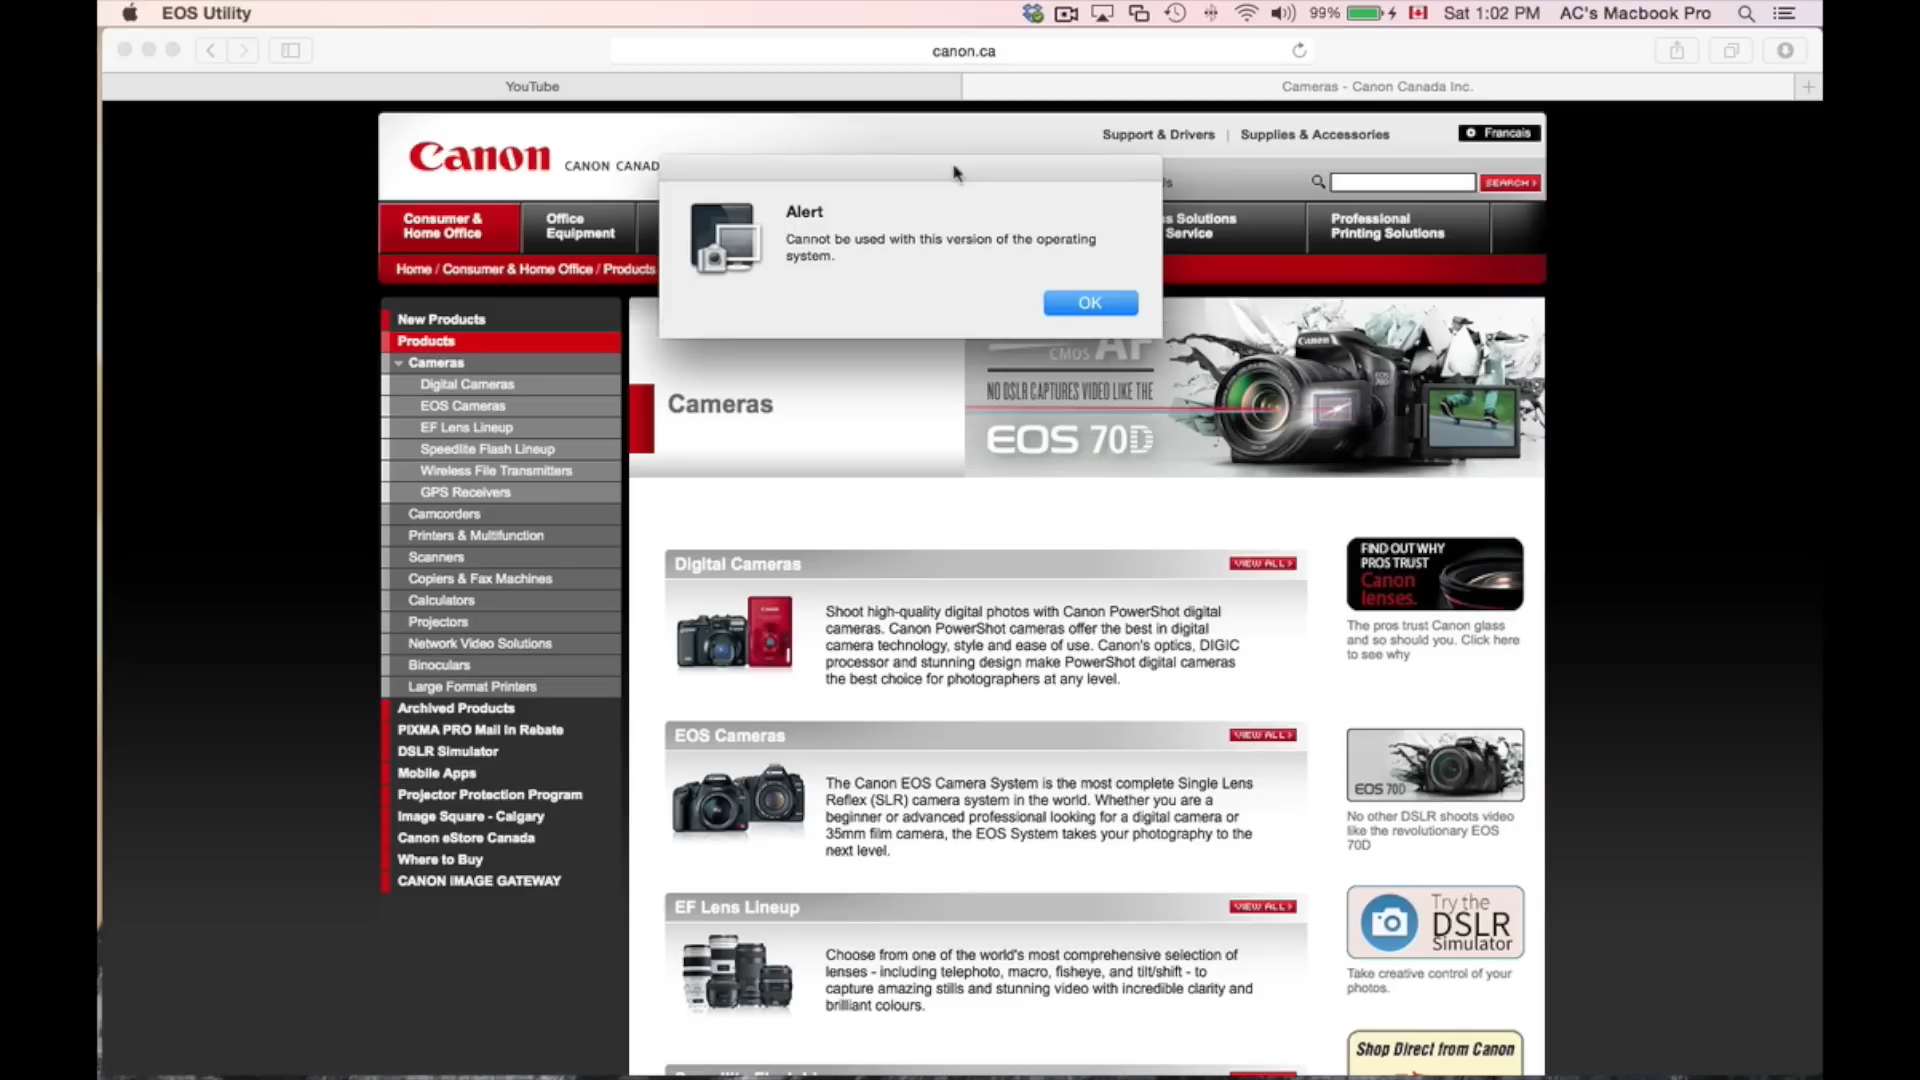 EOS Utility
99%
Sat 1:02 PM
AC's Macbook Pro
canon.ca
YouTube
Cameras - Canon Canada Inc.
Support & Drivers | Supplies & Accessories
Francais
Canon CANON CANAD
SEARCH
Alert
Cannot be used with this version of the operating
system.
OK
Consumer &
Home Office
Office
Equipment
s Solutions
Service
Professional
Printing Solutions
Home / Consumer & Home Office / Products
New Products
Products
Cameras
Digital Cameras
EOS Cameras
EF Lens Lineup
Speedlite Flash Lineup
Wireless File Transmitters
GPS Receivers
Camcorders
Printers & Multifunction
Scanners
Copiers & Fax Machines
Calculators
Projectors
Network Video Solutions
Binoculars
Large Format Printers
Archived Products
PIXMA PRO Mail In Rebate
DSLR Simulator
Mobile Apps
Projector Protection Program
Image Square - Calgary
Canon eStore Canada
Where to Buy
CANON IMAGE GATEWAY
Cameras
CMOS AF
NO DSLR CAPTURES VIDEO LIKE THE
EOS 70D
Canon
Digital Cameras
VIEW ALL
Shoot high-quality digital photos with Canon PowerShot digital
cameras. Canon PowerShot cameras offer the best in digital
camera technology, style and ease of use. Canon's optics, DIGIC
processor and stunning design make PowerShot digital cameras
the best choice for photographers at any level.
EOS Cameras
VIEW ALL
The Canon EOS Camera System is the most complete Single Lens
Reflex (SLR) camera system in the world. Whether you are a
beginner or advanced professional looking for a digital camera or
35mm film camera, the EOS System takes your photography to the
next level.
EF Lens Lineup
VIEW ALL
Choose from one of the world's most comprehensive selection of
lenses - including telephoto, macro, fisheye, and tilt/shift - to
capture amazing stills and stunning video with incredible clarity and
brilliant colours.
FIND OUT WHY
PROS TRUST
Canon
lenses.
The pros trust Canon glass
and so should you. Click here
to see why
EOS 70D
No other DSLR shoots video
like the revolutionary EOS
70D
Try the
DSLR
Simulator
Take creative control of your
photos.
Shop Direct from Canon